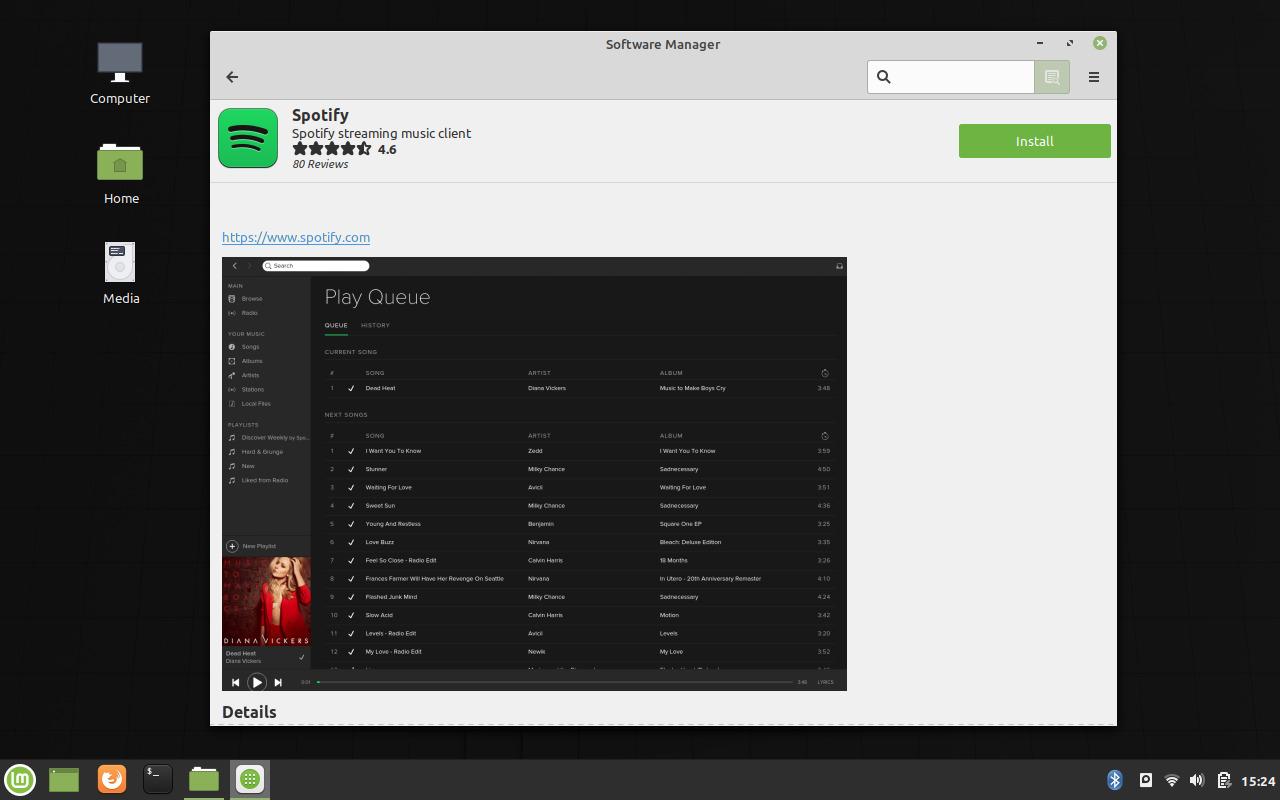 Software Manager
Computer
Home
Media
Spotify
Spotify streaming music client
4.6
80 Reviews
Install
https://www.spotify.com
Search
MAIN
Browse
Radio
YOUR MUSIC
Songs
Albums
Artists
Stations
Local Files
PLAYLISTS
Discover Weekly by Spo...
Hard & Grunge
New
Liked from Radio
New Playlist
MUSIC TO MAKE BOYS CRY
DIANA VICKERS
Dead Heat
Diana Vickers
Play Queue
QUEUE HISTORY
CURRENT SONG
# SONG ARTIST ALBUM
1 Dead Heat Diana Vickers Music to Make Boys Cry 3:48
NEXT SONGS
# SONG ARTIST ALBUM
1 I Want You To Know Zedd I Want You To Know 3:59
2 Stunner Milky Chance Sadnecessary 4:50
3 Waiting For Love Avicii Waiting For Love 3:51
4 Sweet Sun Milky Chance Sadnecessary 4:36
5 Young And Restless Benjamin Square One EP 3:25
6 Love Buzz Nirvana Bleach: Deluxe Edition 3:35
7 Feel So Close - Radio Edit Calvin Harris 18 Months 3:26
8 Frances Farmer Will Have Her Revenge On Seattle Nirvana In Utero - 20th Anniversary Remaster 4:10
9 Flashed Junk Mind Milky Chance Sadnecessary 4:24
10 Slow Acid Calvin Harris Motion 3:42
11 Levels - Radio Edit Avicii Levels 3:20
12 My Love - Radio Edit Newik My Love 3:52
0:01 3:48 LYRICS
Details
$_
15:24